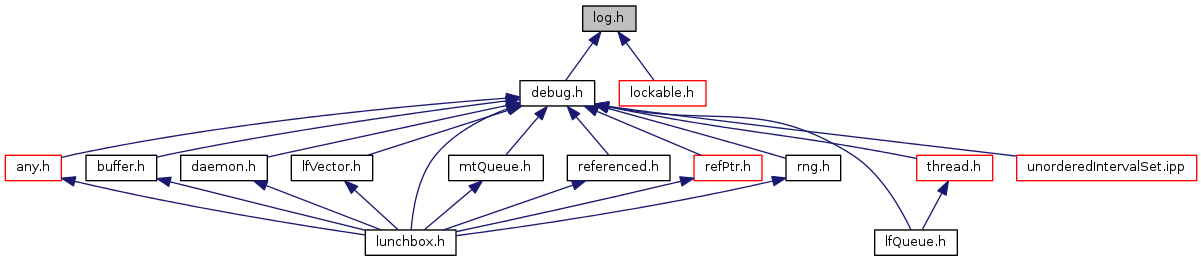 log.h
debug.h
lockable.h
any.h
buffer.h
daemon.h
lfVector.h
mtQueue.h
referenced.h
refPtr.h
rng.h
thread.h
unorderedIntervalSet.ipp
lunchbox.h
lfQueue.h